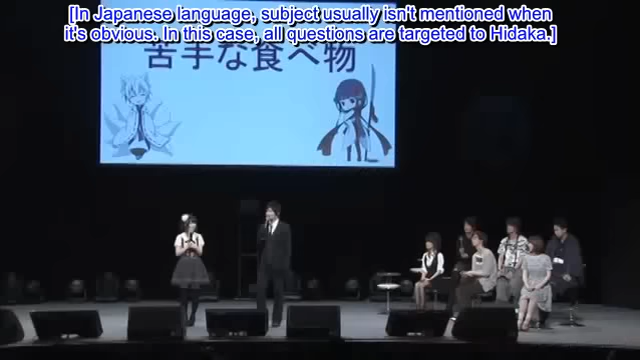 [In Japanese language, subject usually isn't mentioned when
it's obvious. In this case, all questions are targeted to Hidaka.]
苦手な食べ物